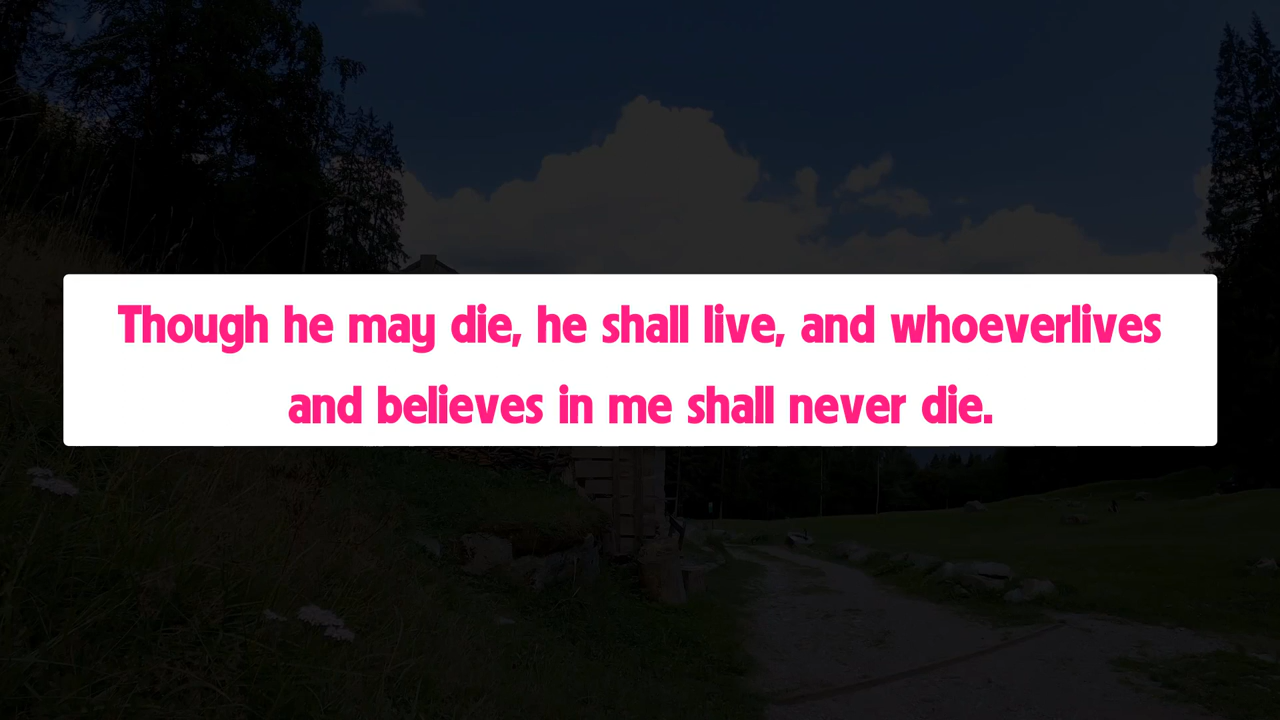 Though he may die, he shall live, and whoeverlives
and believes in me shall never die.